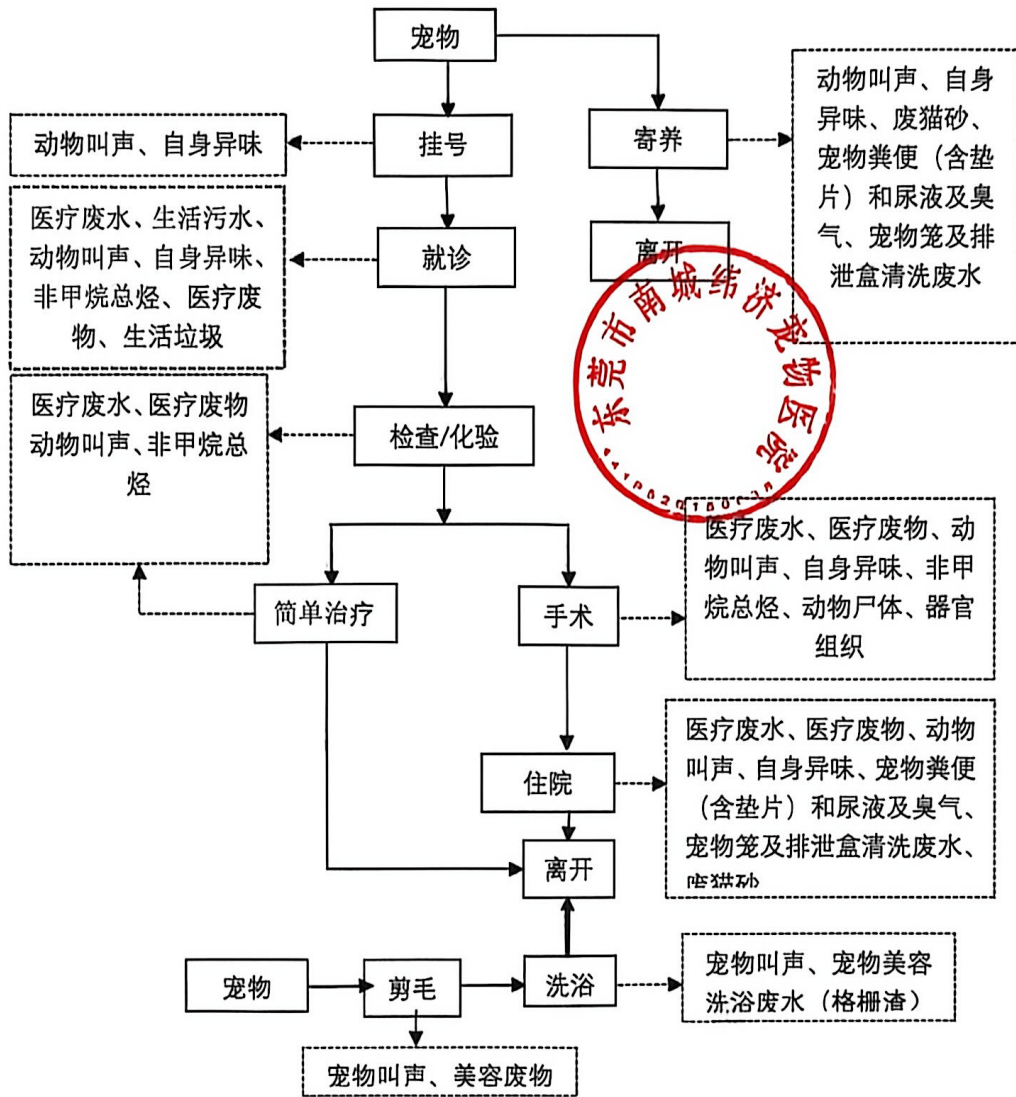 宠物
动物叫声、自身
异味、废猫砂、
宠物粪便（含垫
片）和尿液及臭
气、宠物笼及排
泄盒清洗废水
动物叫声、自身异味
挂号
寄养
医疗废水、生活污水、
动物叫声、自身异味、
非甲烷总烃、医疗废
物、生活垃圾
就诊
离开
东莞市南城纬济宠物医院
医疗废水、医疗废物
动物叫声、非甲烷总
烃
检查/化验
医疗废水、医疗废物、动
物叫声、自身异味、非甲
烷总烃、动物尸体、器官
组织
简单治疗
手术
医疗废水、医疗废物、动物
叫声、自身异味、宠物粪便
（含垫片）和尿液及臭气、
宠物笼及排泄盒清洗废水、
废猫砂
住院
离开
宠物
剪毛
洗浴
宠物叫声、宠物美容
洗浴废水（格栅渣）
宠物叫声、美容废物